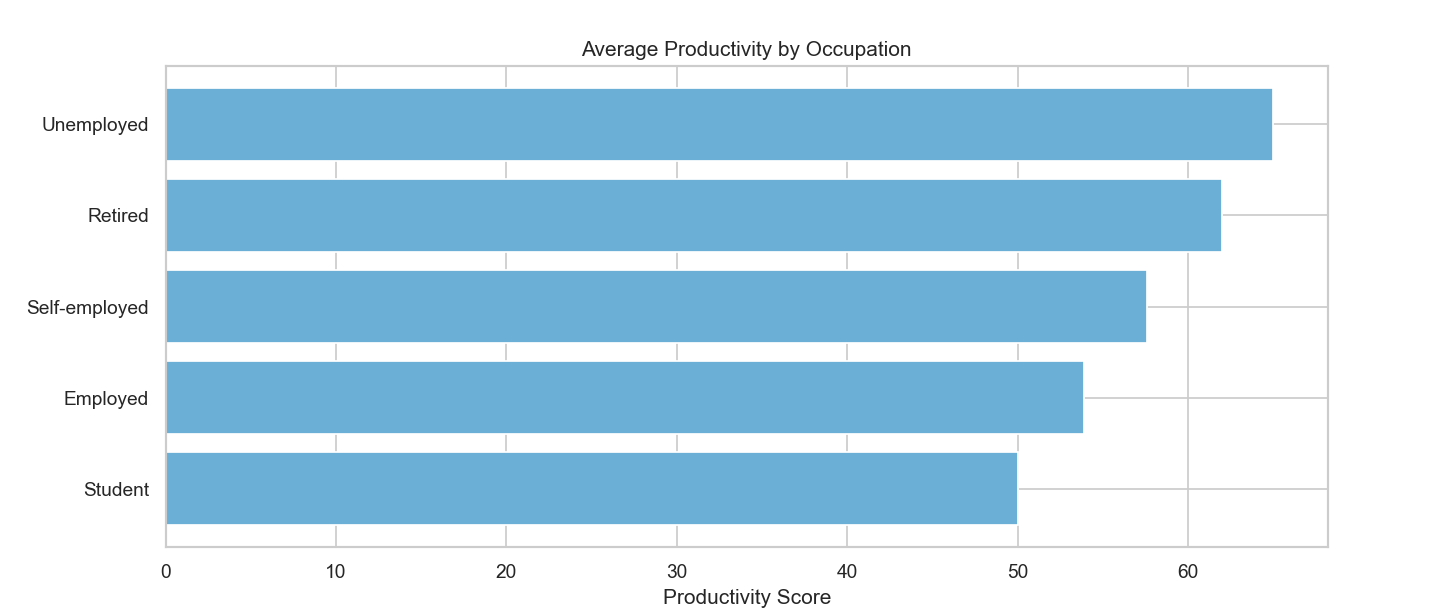 Average Productivity by Occupation
Unemployed
Retired
Self-employed
Employed
Student
0 10 20 30 40 50 60
Productivity Score